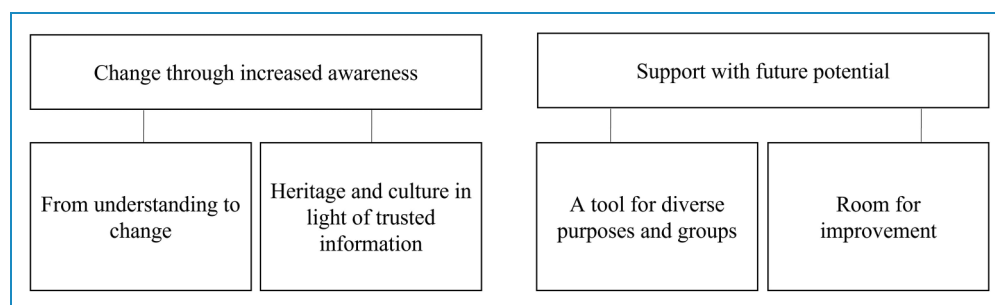 Change through increased awareness
Support with future potential
From understanding to
change
Heritage and culture in
light of trusted
information
A tool for diverse
purposes and groups
Room for
improvement